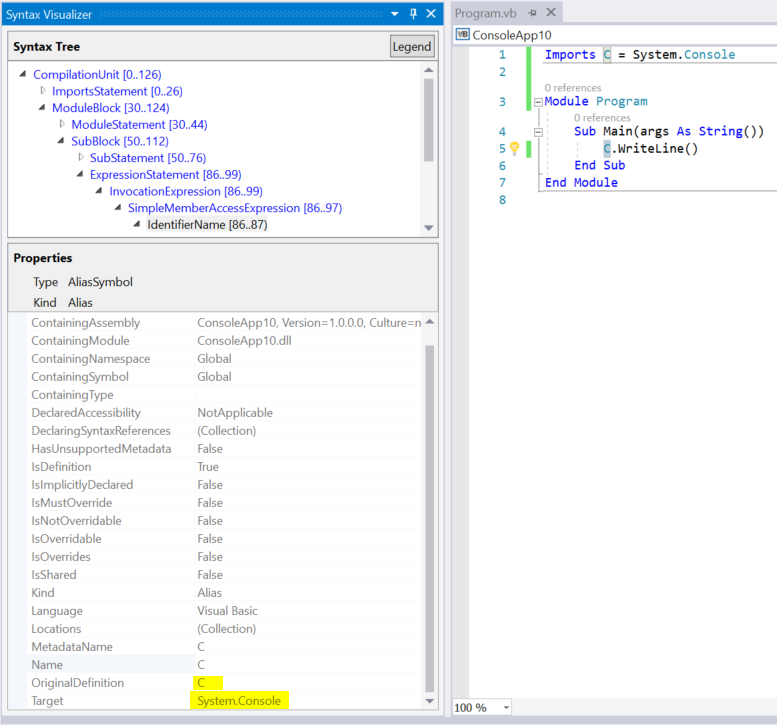 Syntax Visualizer
Syntax Tree
Legend
CompilationUnit [0..126]
ImportsStatement [0..26]
ModuleBlock [30..124]
ModuleStatement [30..44]
SubBlock [50..112]
SubStatement [50..76]
ExpressionStatement [86..99]
InvocationExpression [86..99]
SimpleMemberAccessExpression [86..97]
IdentifierName [86..87]
Properties
Type AliasSymbol
Kind Alias
ContainingAssembly ConsoleApp10, Version=1.0.0.0, Culture=n
ContainingModule ConsoleApp10.dll
ContainingNamespace Global
ContainingSymbol Global
ContainingType
DeclaredAccessibility NotApplicable
DeclaringSyntaxReferences (Collection)
HasUnsupportedMetadata False
IsDefinition True
IsImplicitlyDeclared False
IsMustOverride False
IsNotOverridable False
IsOverridable False
IsOverrides False
IsShared False
Kind Alias
Language Visual Basic
Locations (Collection)
MetadataName C
Name C
OriginalDefinition C
Target System.Console
Program.vb
VB ConsoleApp10
1 Imports C = System.Console
2
0 references
3 Module Program
0 references
4 Sub Main(args As String())
5 C.WriteLine()
6 End Sub
7 End Module
8
100 %